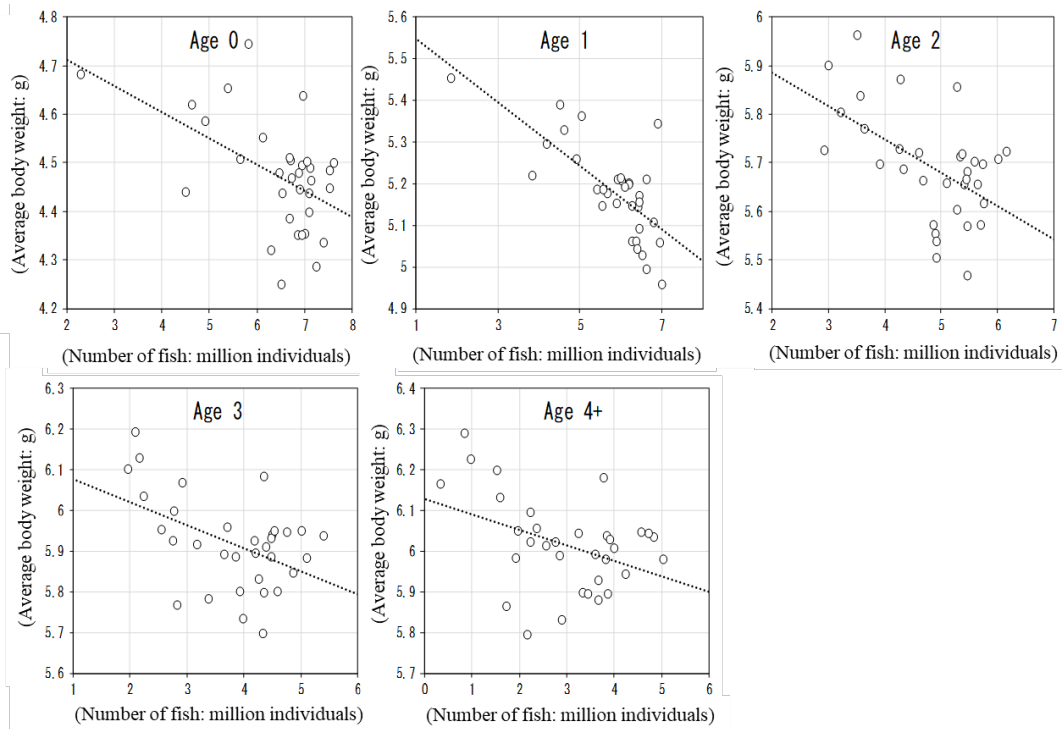 Age 0
(Average body weight: g)
4.8
4.7
4.6
4.5
4.4
4.3
4.2
2 3 4 5 6 7 8
(Number of fish: million individuals)
Age 1
(Average body weight: g)
5.6
5.5
5.4
5.3
5.2
5.1
5
4.9
1 3 5 7
(Number of fish: million individuals)
Age 2
(Average body weight: g)
6
5.9
5.8
5.7
5.6
5.5
5.4
2 3 4 5 6 7
(Number of fish: million individuals)
Age 3
(Average body weight: g)
6.3
6.2
6.1
6
5.9
5.8
5.7
5.6
1 2 3 4 5 6
(Number of fish: million individuals)
Age 4+
(Average body weight: g)
6.4
6.3
6.2
6.1
6
5.9
5.8
5.7
0 1 2 3 4 5 6
(Number of fish: million individuals)